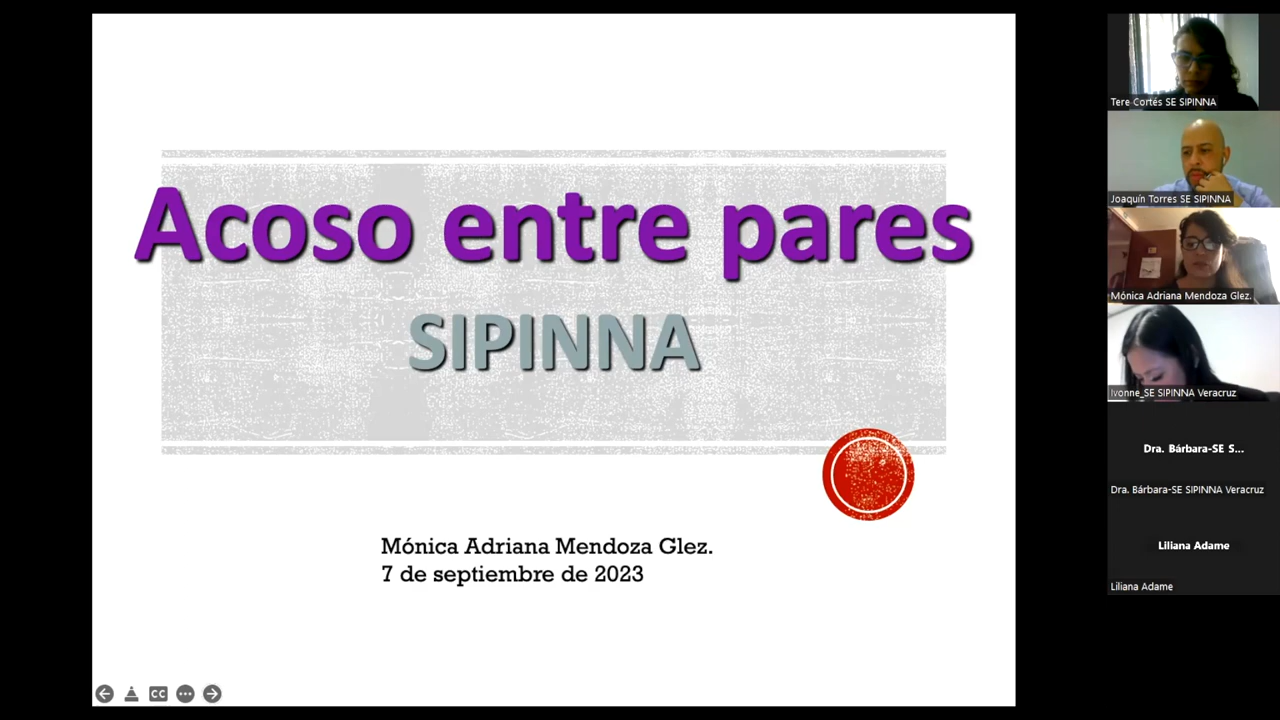 Acoso entre pares
SIPINNA
Mónica Adriana Mendoza Glez.
7 de septiembre de 2023
CC
Tere Cortés SE SIPINNA
Joaquín Torres SE SIPINNA
Mónica Adriana Mendoza Glez.
Ivonne_SE SIPINNA Veracruz
Dra. Bárbara-SE S...
Dra. Bárbara-SE SIPINNA Veracruz
Liliana Adame
Liliana Adame